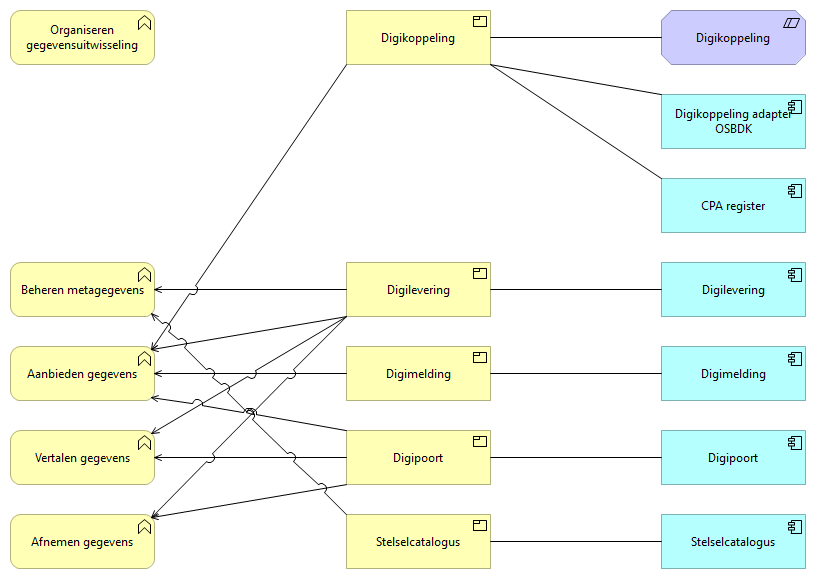 Organiseren
gegevensuitwisseling
Digikoppeling
Digikoppeling
Digikoppeling adapter
OSBDK
CPA register
Beheren metagegevens
Digilevering
Digilevering
Aanbieden gegevens
Digimelding
Digimelding
Vertalen gegevens
Digipoort
Digipoort
Afnemen gegevens
Stelselcatalogus
Stelselcatalogus